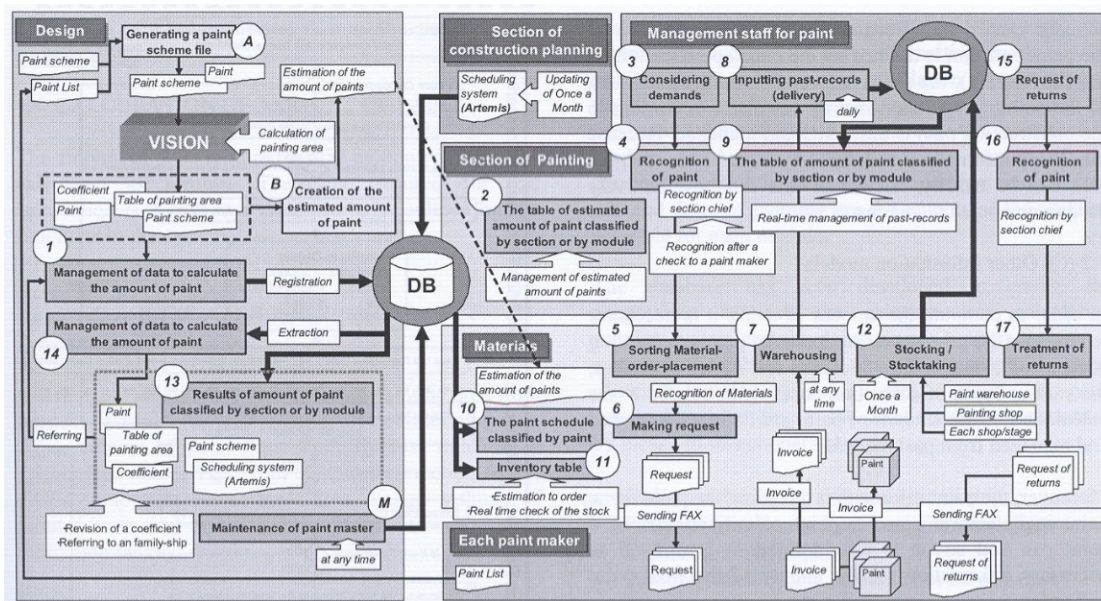 Design
Generating a paint
scheme file
A
Paint scheme
Paint List
Paint scheme
Paint
Estimation of the
amount of paints
VISION
Calculation of
painting area
Coefficient
Table of painting area
Paint
Paint scheme
B
Creation of the
estimated amount
of paint
1
Management of data to calculate
the amount of paint
Registration
DB
Management of data to calculate
the amount of paint
14
Extraction
13
Results of amount of paint
classified by section or by module
Referring
Paint
Table of
painting area
Coefficient
Paint scheme
Scheduling system
(Artemis)
•Revision of a coefficient
•Referring to an family-ship
M
Maintenance of paint master
at any time
Section of
construction planning
Scheduling
system
(Artemis)
Updating
of Once a
Month
Management staff for paint
3
Considering
demands
8
Inputting past-records
(delivery)
daily
DB
15
Request of
returns
Section of Painting
2
The table of estimated
amount of paint classified
by section or by module
Management of estimated
amount of paints
4
Recognition
of paint
Recognition by
section chief
Recognition after a
check to a paint maker
9
The table of amount of paint classified
by section or by module
Real-time management of past-records
16
Recognition
of paint
Recognition by
section chief
Materials
Estimation of the
amount of paints
10
The paint schedule
classified by paint
Inventory table
11
•Estimation to order
•Real time check of the stock
5
Sorting Material-
order-placement
Recognition of Materials
6
Making request
Request
Sending FAX
7
Warehousing
at any
time
Invoice
Invoice
Paint
Invoice
12
Stocking /
Stocktaking
Once a
Month
Paint warehouse
Painting shop
Each shop/stage
17
Treatment of
returns
Request of
returns
Sending FAX
Each paint maker
Paint List
Request
Invoice
Paint
Request of
returns